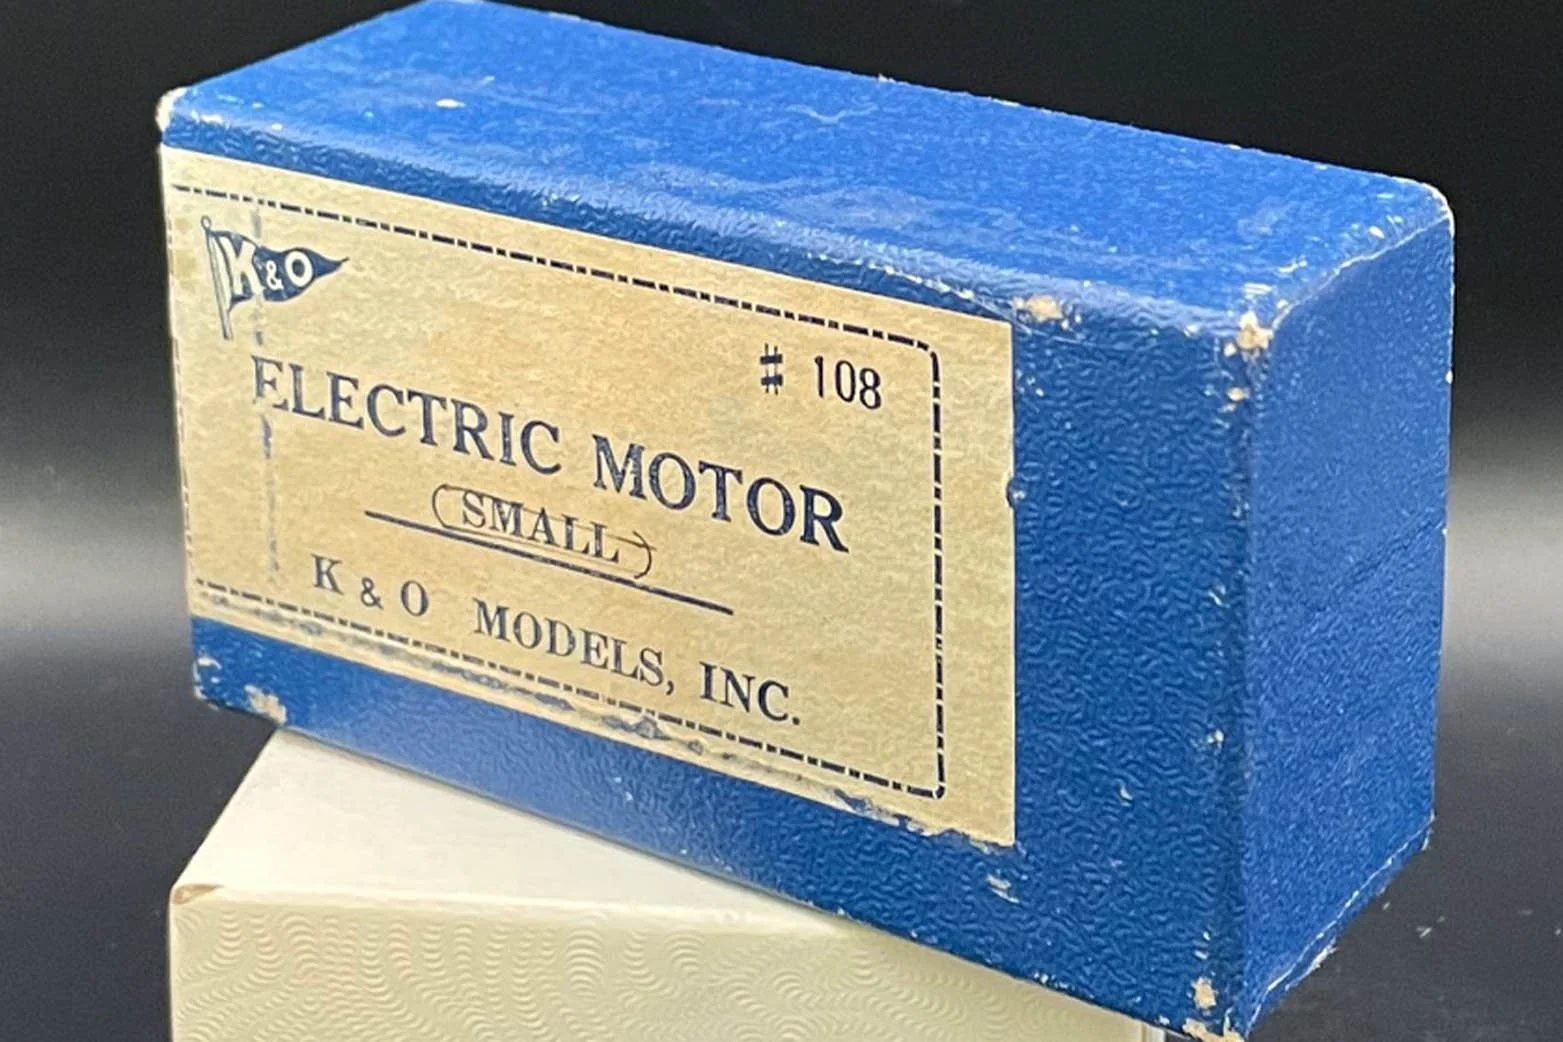 K&O
# 108
ELECTRIC MOTOR
(SMALL)
K & O MODELS, INC.